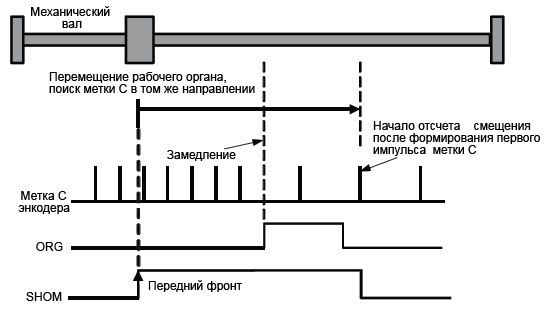 Механический
вал
Перемещение рабочего органа,
поиск метки С в том же направлении
Начало отсчета смещения
после формирования первого
импульса метки С
Замедление
Метка С
энкодера
ORG
Передний фронт
SHOM